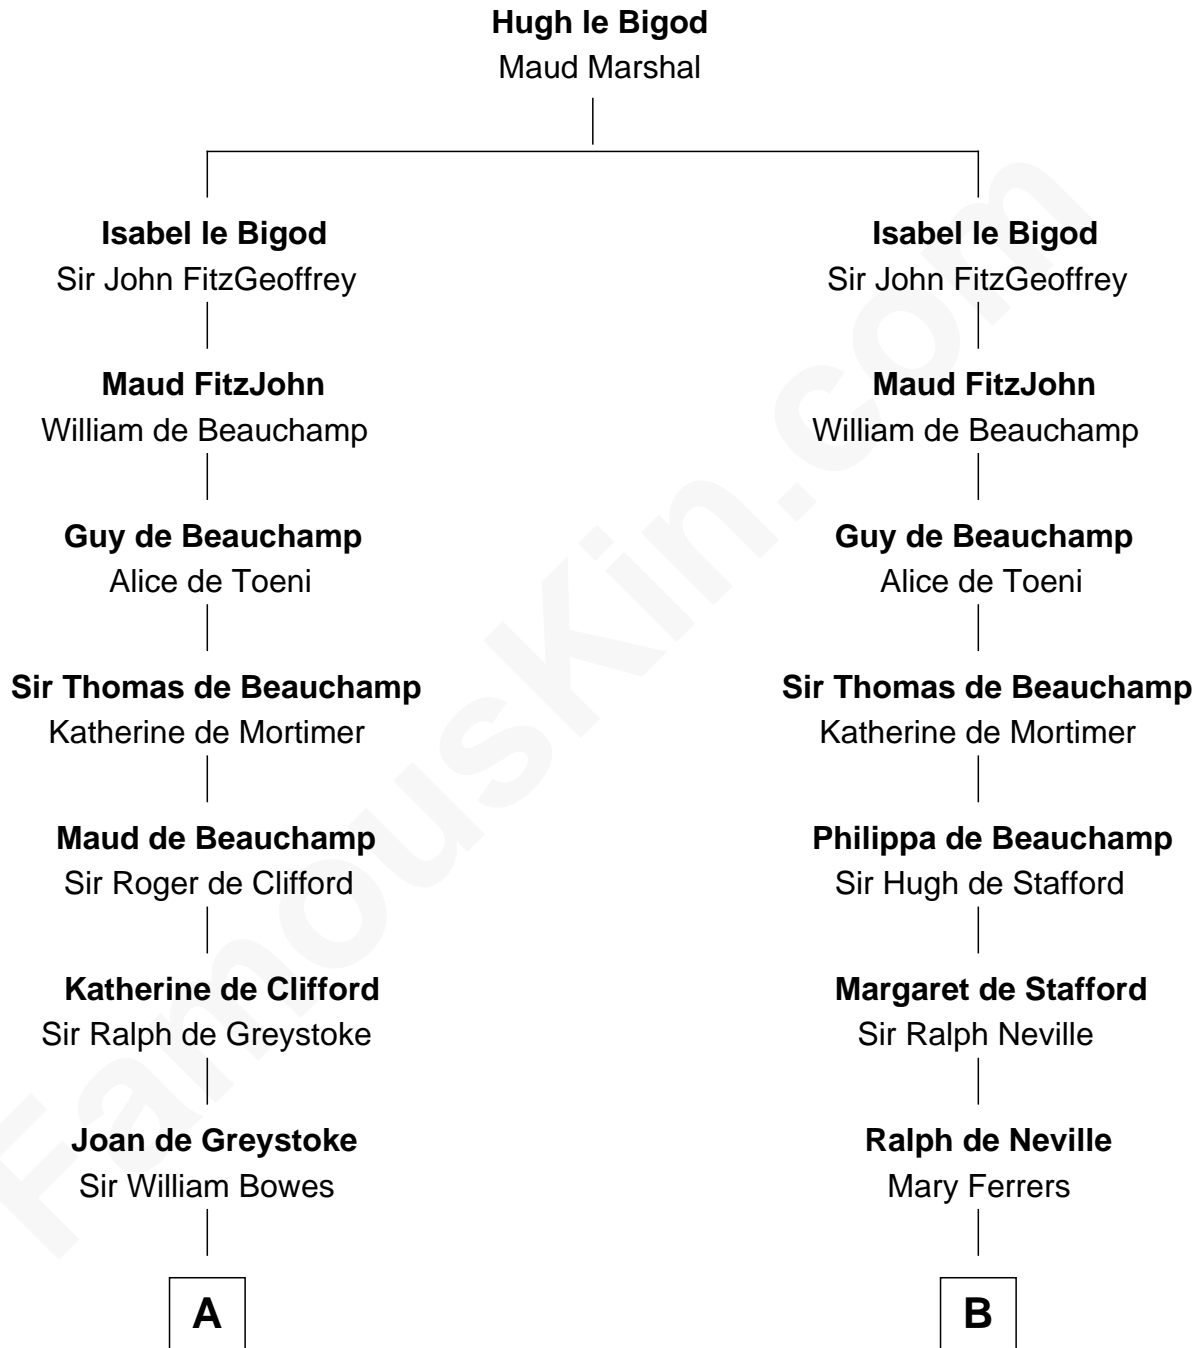 Hugh le Bigod
Maud Marshal
Isabel le Bigod
Sir John FitzGeoffrey
Maud FitzJohn
William de Beauchamp
Guy de Beauchamp
Alice de Toeni
Sir Thomas de Beauchamp
Katherine de Mortimer
Maud de Beauchamp
Sir Roger de Clifford
Katherine de Clifford
Sir Ralph de Greystoke
Joan de Greystoke
Sir William Bowes
A
Isabel le Bigod
Sir John FitzGeoffrey
Maud FitzJohn
William de Beauchamp
Guy de Beauchamp
Alice de Toeni
Sir Thomas de Beauchamp
Katherine de Mortimer
Philippa de Beauchamp
Sir Hugh de Stafford
Margaret de Stafford
Sir Ralph Neville
Ralph de Neville
Mary Ferrers
B
FamousKin.com